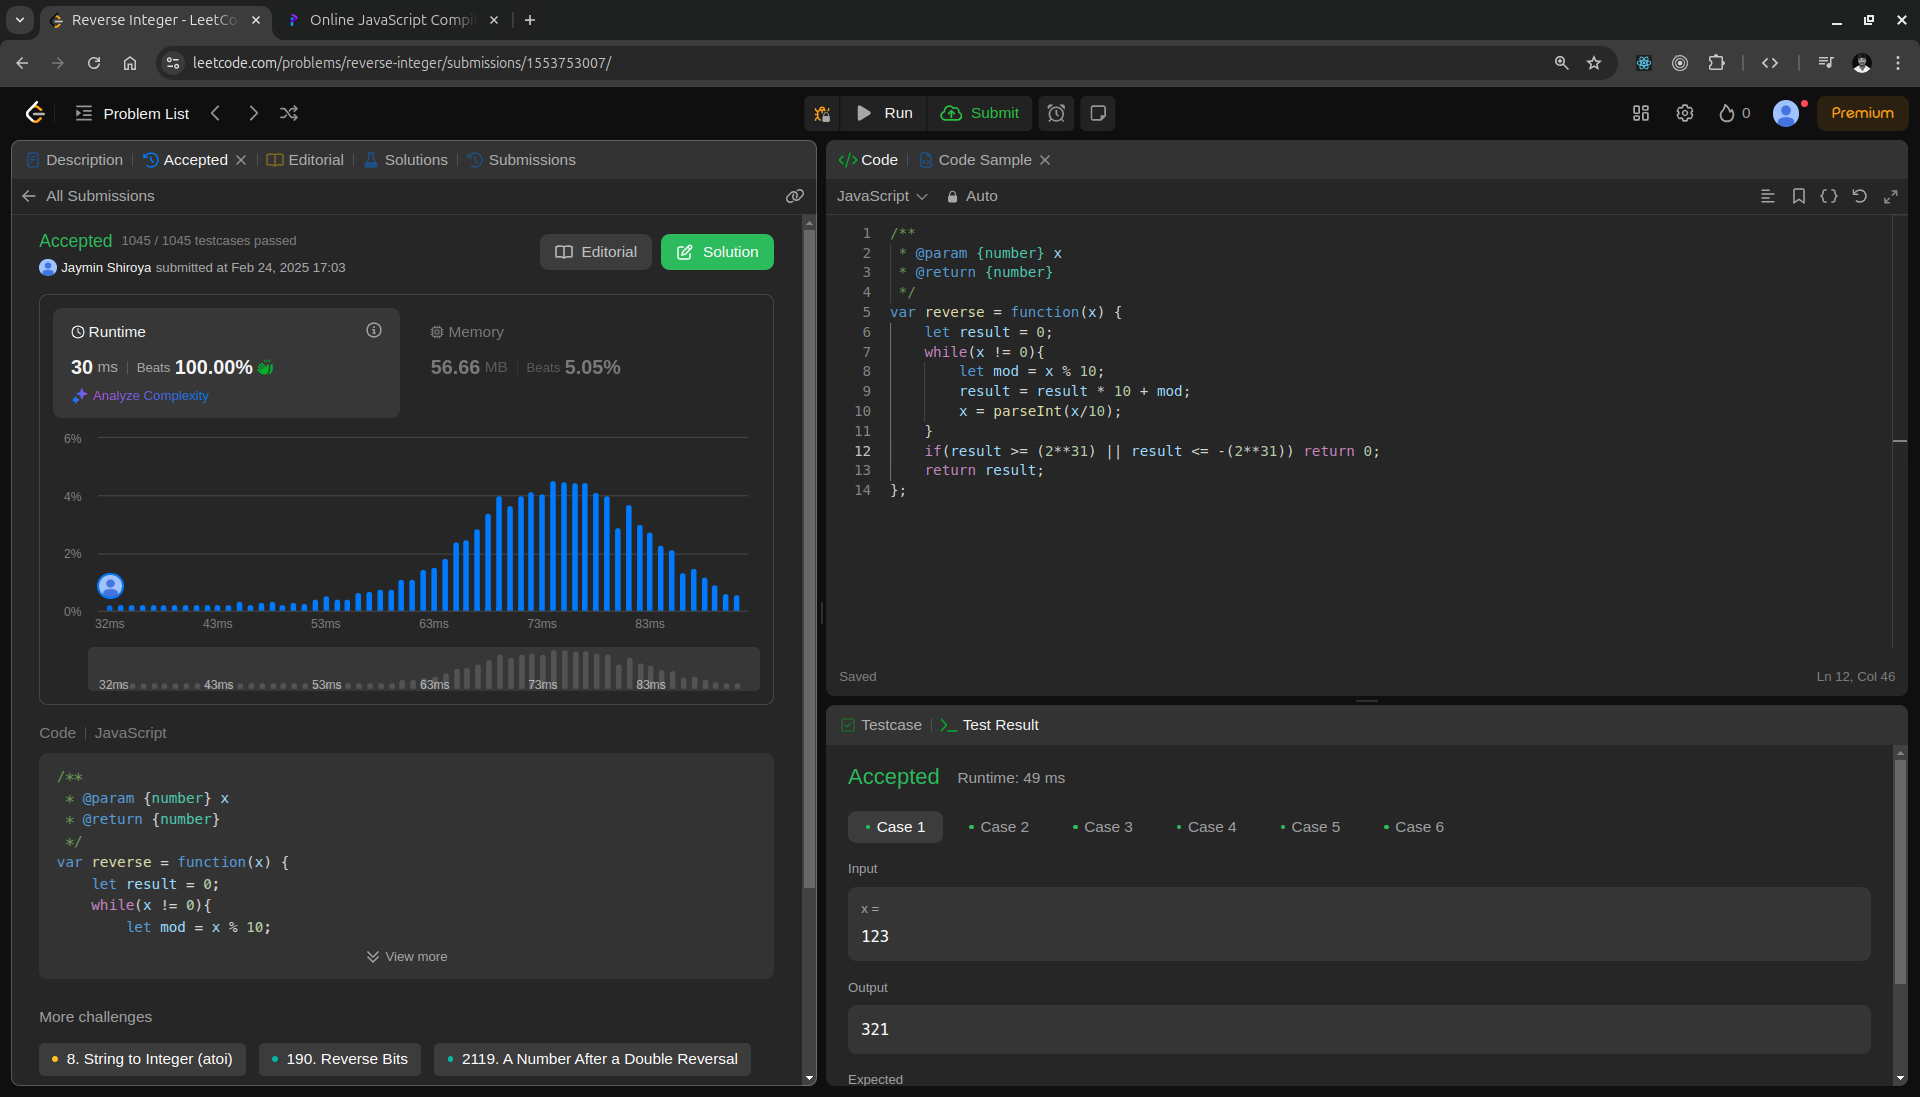 Reverse Integer - LeetCo
Online JavaScript Compil
leetcode.com/problems/reverse-integer/submissions/1553753007/
Problem List
Run
Submit
0
Premium
Description
Accepted
Editorial
Solutions
Submissions
All Submissions
Accepted 1045 / 1045 testcases passed
Jaymin Shiroya submitted at Feb 24, 2025 17:03
Editorial
Solution
Runtime
30 ms | Beats 100.00%
Analyze Complexity
Memory
56.66 MB | Beats 5.05%
6%
4%
2%
0%
32ms 43ms 53ms 63ms 73ms 83ms
32ms 43ms 53ms 63ms 73ms 83ms
Code | JavaScript
/**
 * @param {number} x
 * @return {number}
 */
var reverse = function(x) {
    let result = 0;
    while(x != 0){
        let mod = x % 10;
View more
More challenges
8. String to Integer (atoi)
190. Reverse Bits
2119. A Number After a Double Reversal
</> Code
Code Sample
JavaScript
Auto
1 /**
2  * @param {number} x
3  * @return {number}
4  */
5 var reverse = function(x) {
6     let result = 0;
7     while(x != 0){
8         let mod = x % 10;
9         result = result * 10 + mod;
10         x = parseInt(x/10);
11     }
12     if(result >= (2**31) || result <= -(2**31)) return 0;
13     return result;
14 };
Saved
Ln 12, Col 46
Testcase
Test Result
Accepted Runtime: 49 ms
Case 1
Case 2
Case 3
Case 4
Case 5
Case 6
Input
x =
123
Output
321
Expected